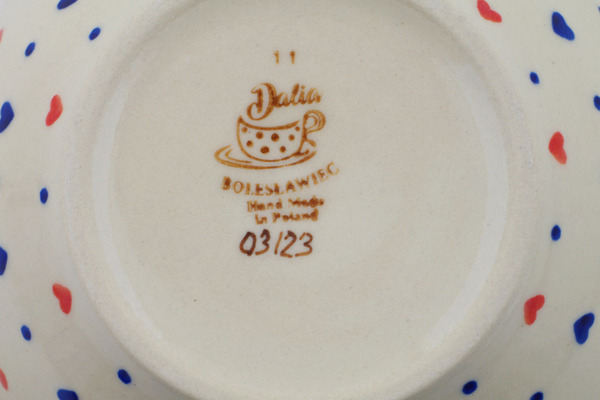 11
Dalia
BOLESŁAWIEC
Hand Made
in Poland
03/23